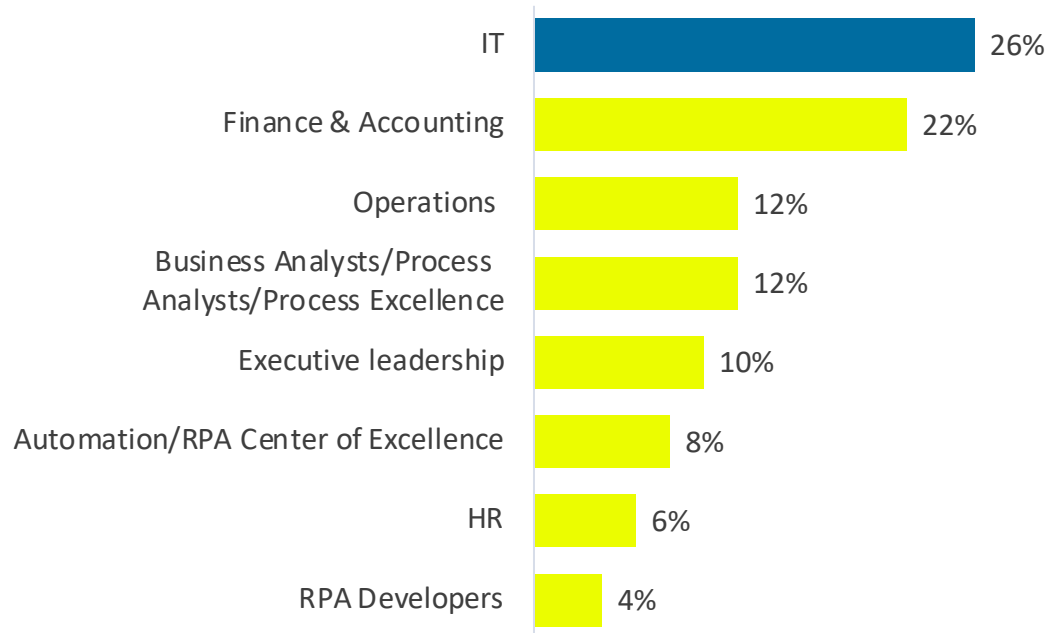 IT 26%
Finance & Accounting 22%
Operations 12%
Business Analysts/Process
Analysts/Process Excellence 12%
Executive leadership 10%
Automation/RPA Center of Excellence 8%
HR 6%
RPA Developers 4%